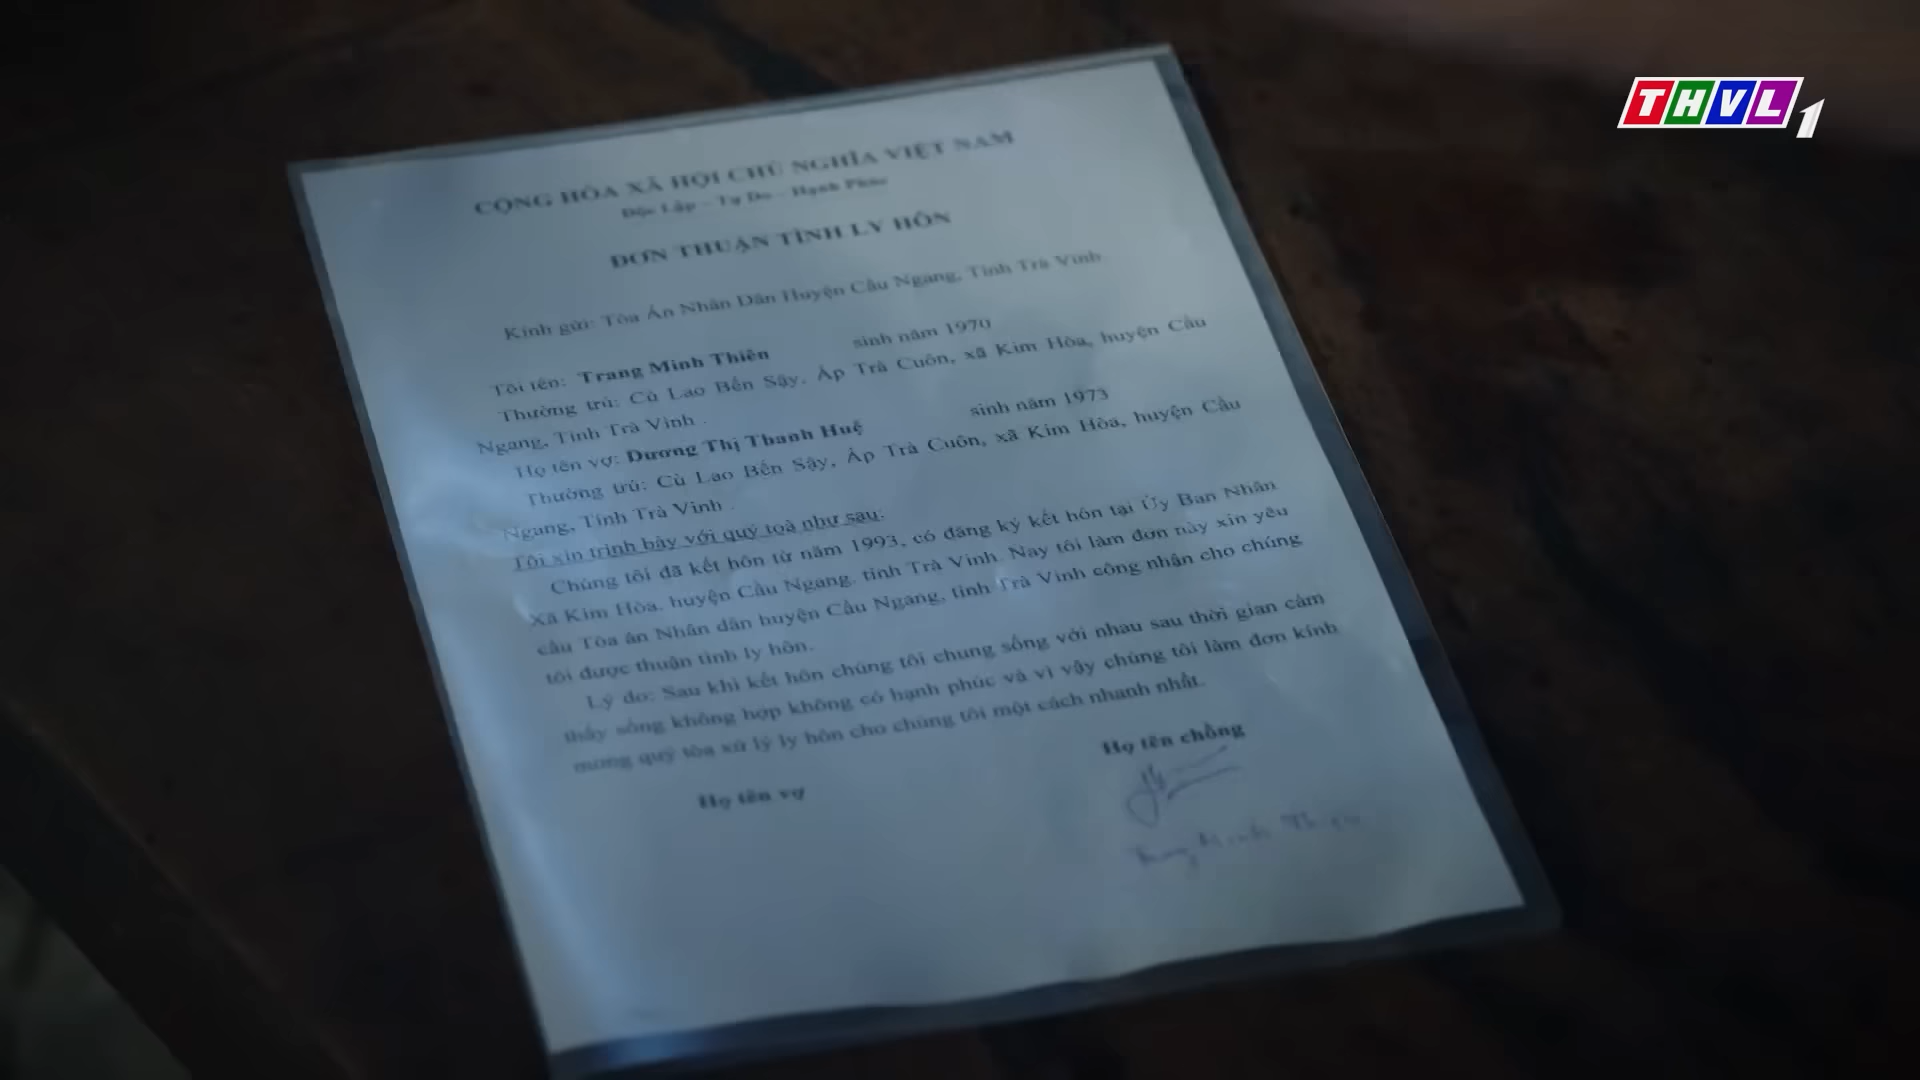 THVL1
CỘNG HÒA XÃ HỘI CHỦ NGHĨA VIỆT NAM
Độc Lập - Tự Do - Hạnh Phúc
ĐƠN THUẬN TÌNH LY HÔN
Kính gửi: Tòa Án Nhân Dân Huyện Cầu Ngang, Tỉnh Trà Vinh.
Tôi tên: Trang Minh Thiên sinh năm 1970
Thường trú: Cù Lao Bến Sậy, Ấp Trà Cuôn, xã Kim Hòa, huyện Cầu
Ngang, Tỉnh Trà Vinh .
Họ tên vợ: Dương Thị Thanh Huệ sinh năm 1973
Thường trú: Cù Lao Bến Sậy, Ấp Trà Cuôn, xã Kim Hòa, huyện Cầu
Ngang, Tỉnh Trà Vinh .
Tôi xin trình bày với quý toà như sau:
Chúng tôi đã kết hôn từ năm 1993, có đăng ký kết hôn tại Ủy Ban Nhân
Xã Kim Hòa, huyện Cầu Ngang, tỉnh Trà Vinh. Nay tôi làm đơn này xin yêu
cầu Tòa án Nhân dân huyện Cầu Ngang, tỉnh Trà Vinh công nhận cho chúng
tôi được thuận tình ly hôn.
Lý do: Sau khi kết hôn chúng tôi chung sống với nhau sau thời gian cảm
thấy sống không hợp không có hạnh phúc và vì vậy chúng tôi làm đơn kính
mong quý tòa xử lý ly hôn cho chúng tôi một cách nhanh nhất.
Họ tên vợ Họ tên chồng
Trang Minh Thiên